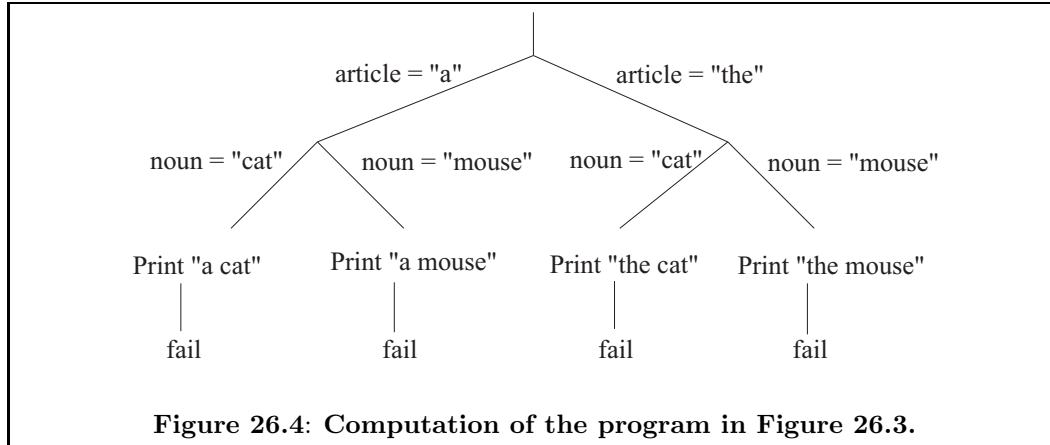 article = "a"
article = "the"
noun = "cat"
noun = "mouse"
noun = "cat"
noun = "mouse"
Print "a cat"
Print "a mouse"
Print "the cat"
Print "the mouse"
fail
fail
fail
fail
Figure 26.4: Computation of the program in Figure 26.3.